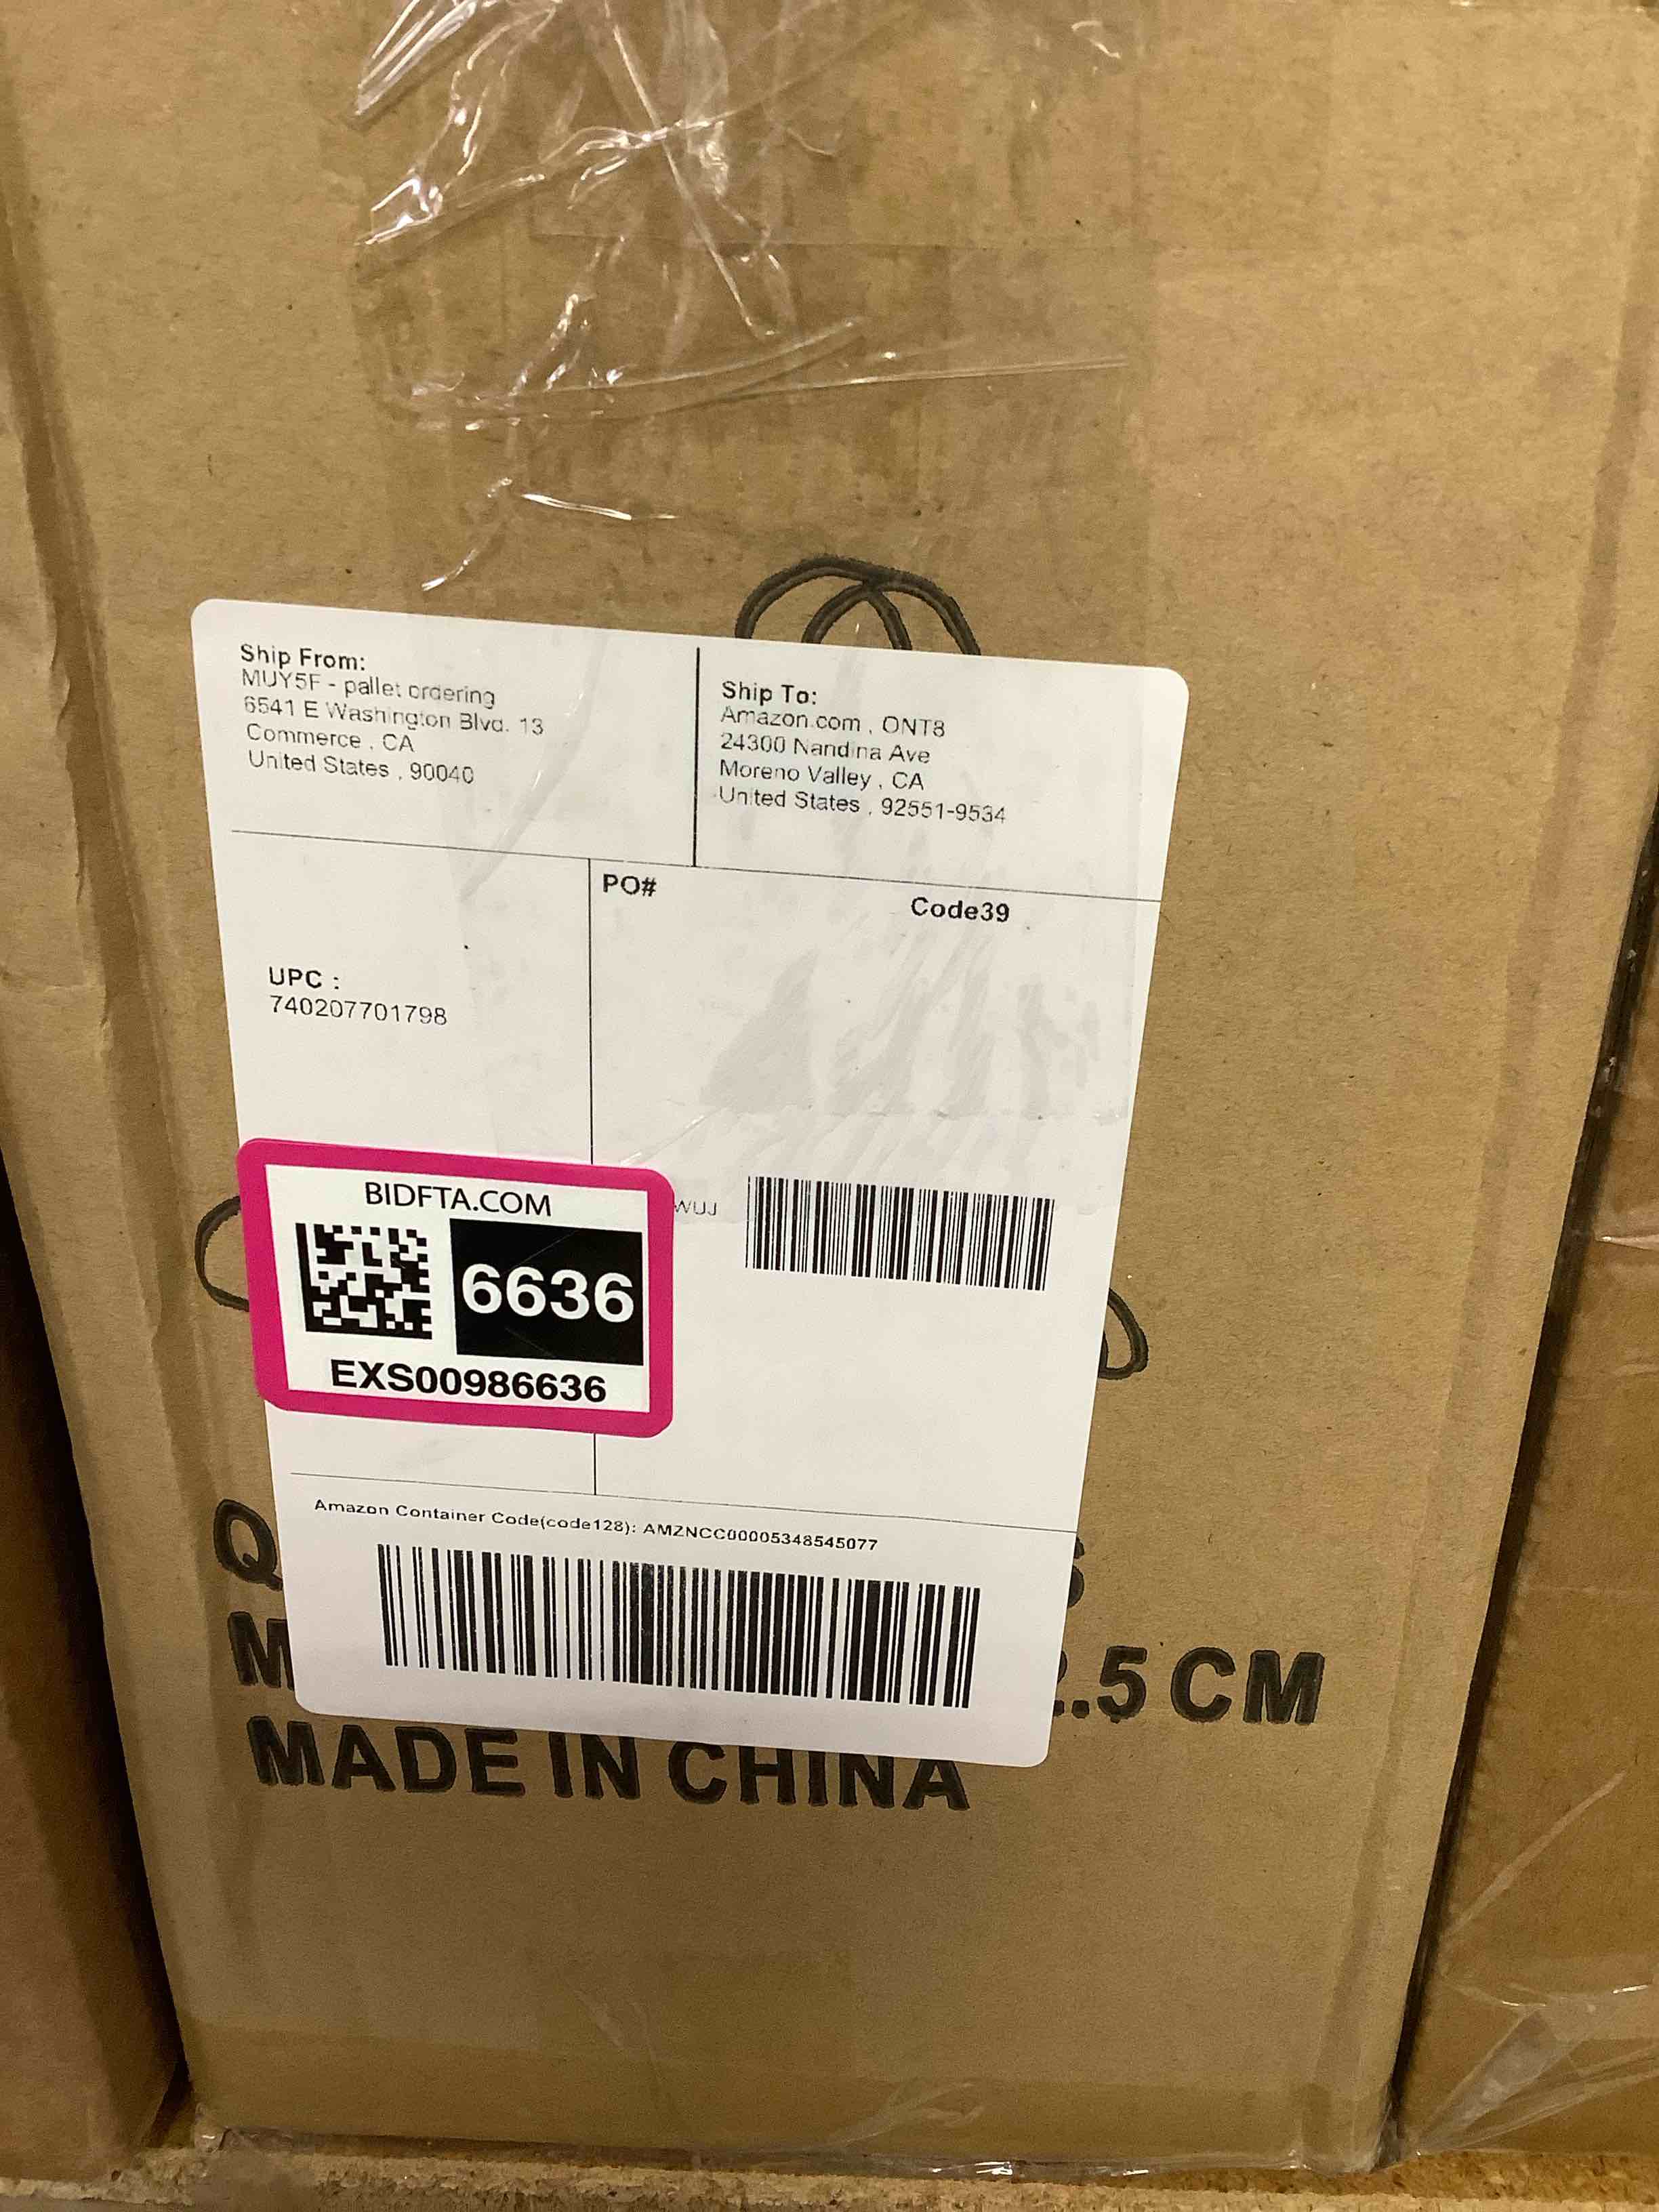 Ship From:
MUY5F - pallet ordering
6541 E Washington Blvd. 13
Commerce , CA
United States , 90040
Ship To:
Amazon.com , ONT8
24300 Nandina Ave
Moreno Valley , CA
United States , 92551-9534
PO#
Code39
UPC :
740207701798
WUJ
BIDFTA.COM
6636
EXS00986636
Amazon Container Code(code128): AMZNCC00005348545077
.5 CM
MADE IN CHINA